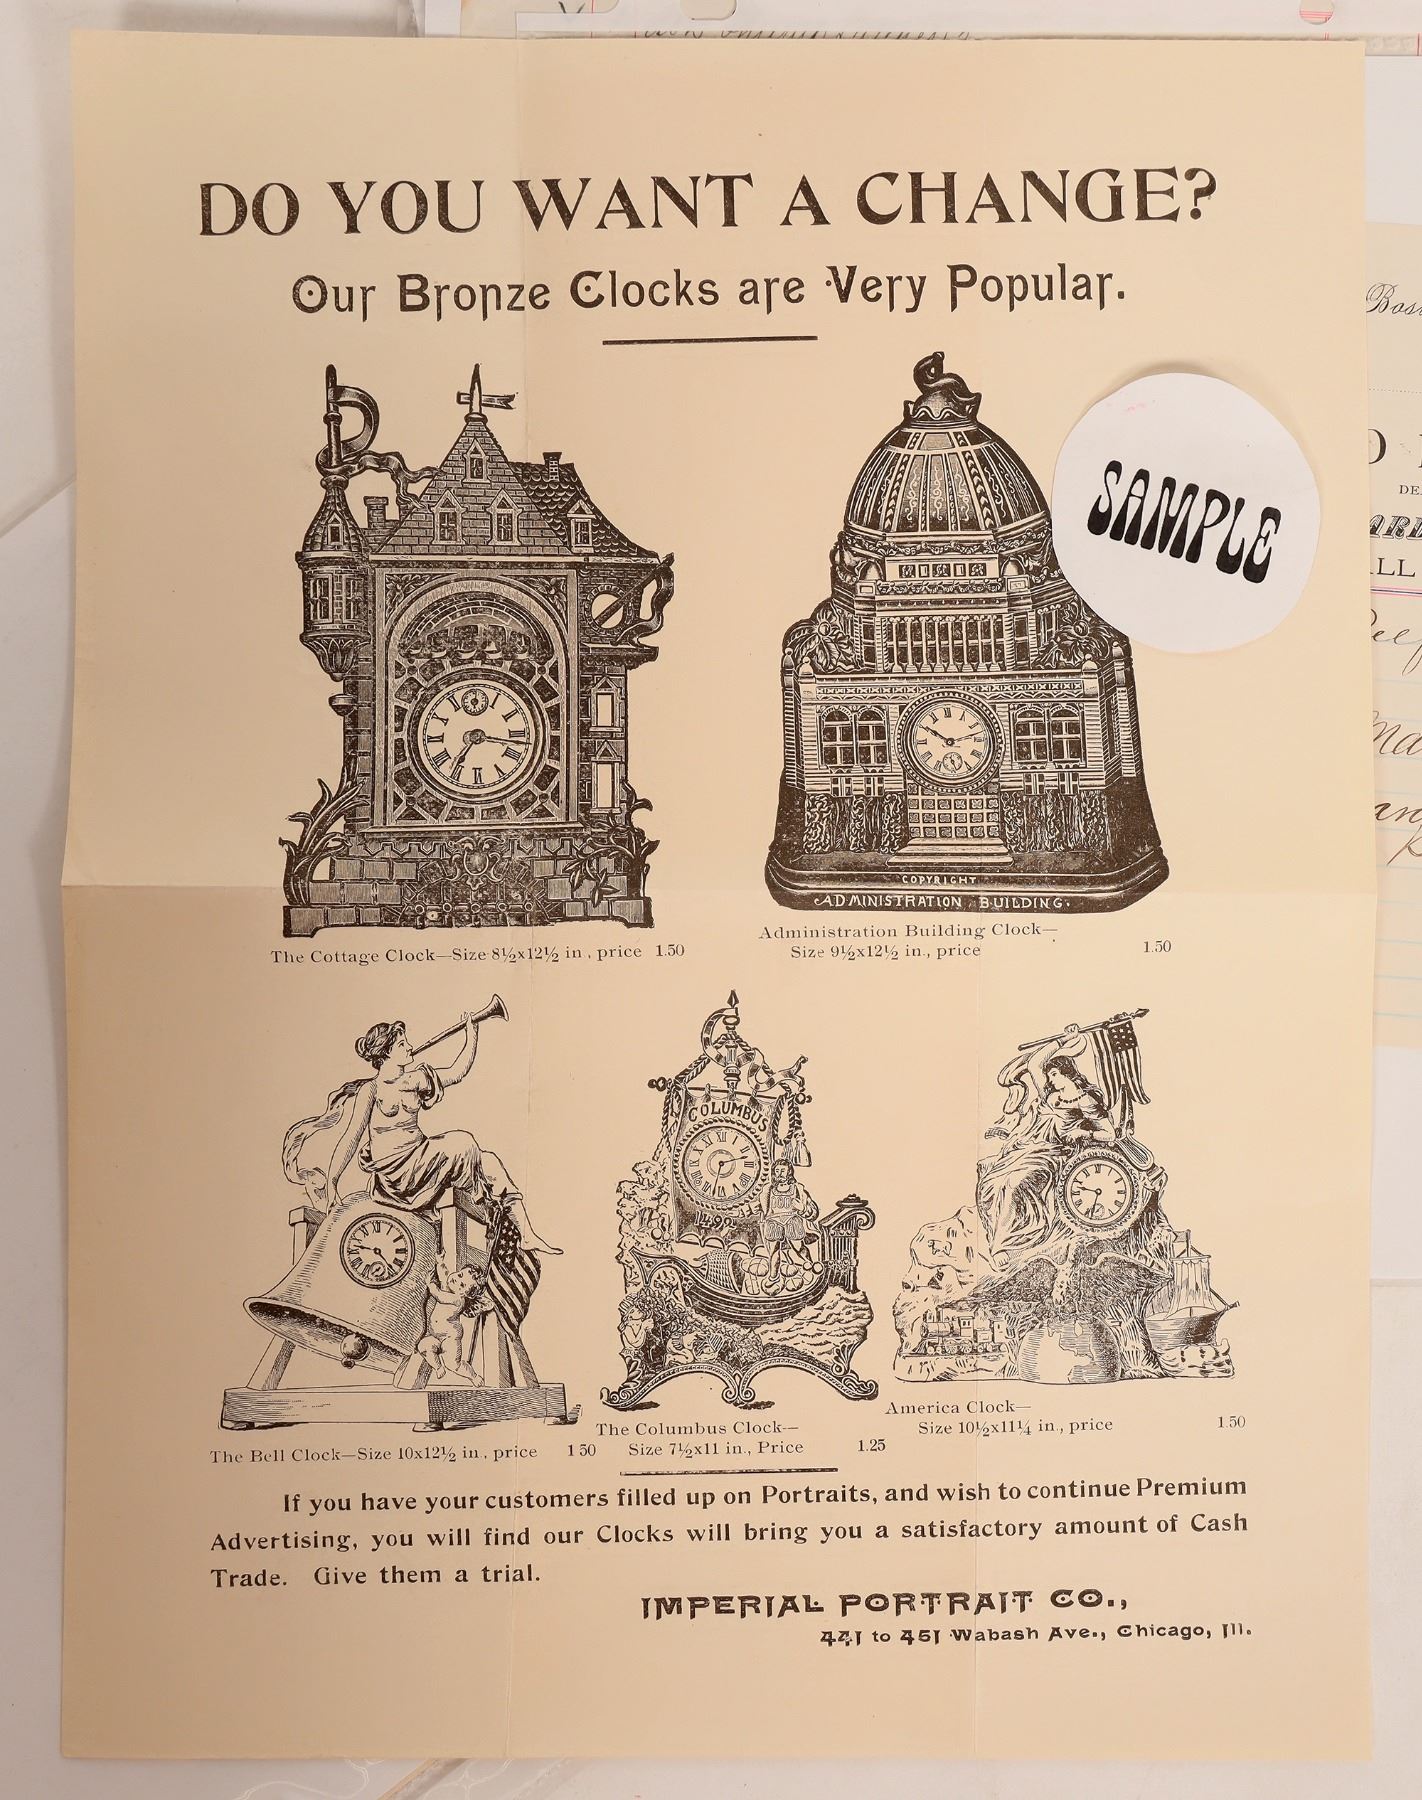 DO YOU WANT A CHANGE?
Our Bronze Clocks are Very Popular.
SAMPLE
COPYRIGHT
ADMINISTRATION BUILDING.
The Cottage Clock—Size 8½x12½ in., price 1.50
Administration Building Clock—
Size 9½x12½ in., price 1.50
COLUMBUS
1492
The Bell Clock—Size 10x12½ in., price 1 50
The Columbus Clock—
Size 7½x11 in., Price 1.25
America Clock—
Size 10½x11¼ in., price 1.50
If you have your customers filled up on Portraits, and wish to continue Premium
Advertising, you will find our Clocks will bring you a satisfactory amount of Cash
Trade. Give them a trial.
IMPERIAL PORTRAIT CO.,
441 to 451 Wabash Ave., Chicago, Ill.